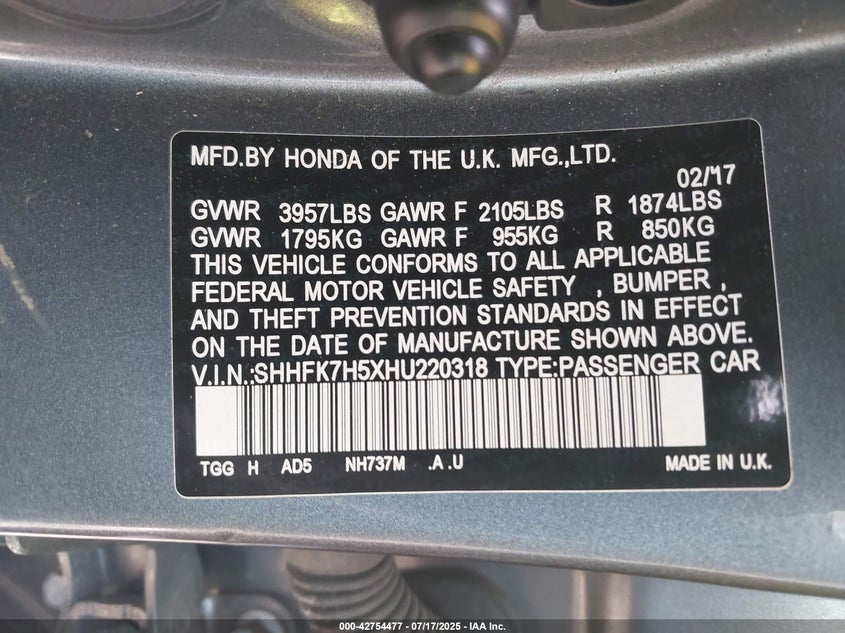 MFD.BY HONDA OF THE U.K. MFG.,LTD.
02/17
GVWR 3957LBS GAWR F 2105LBS R 1874LBS
GVWR 1795KG GAWR F 955KG R 850KG
THIS VEHICLE CONFORMS TO ALL APPLICABLE
FEDERAL MOTOR VEHICLE SAFETY , BUMPER ,
AND THEFT PREVENTION STANDARDS IN EFFECT
ON THE DATE OF MANUFACTURE SHOWN ABOVE.
V.I.N.:SHHFK7H5XHU220318 TYPE:PASSENGER CAR
TGG H AD5 NH737M .A .U MADE IN U.K.
000-42754477 - 07/17/2025 - IAA Inc.